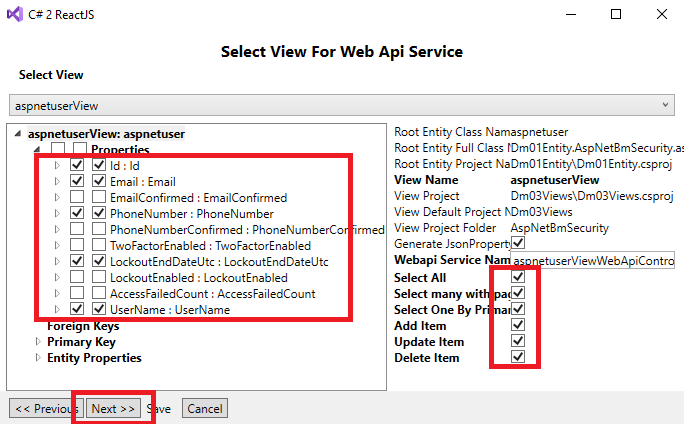 C# 2 ReactJS
Select View For Web Api Service
Select View
aspnetuserView
aspnetuserView: aspnetuser
Properties
Id : Id
Email : Email
EmailConfirmed : EmailConfirmed
PhoneNumber : PhoneNumber
PhoneNumberConfirmed : PhoneNumberConfirmed
TwoFactorEnabled : TwoFactorEnabled
LockoutEndDateUtc : LockoutEndDateUtc
LockoutEnabled : LockoutEnabled
AccessFailedCount : AccessFailedCount
UserName : UserName
Foreign Keys
Primary Key
Entity Properties
Root Entity Class Nam aspnetuser
Root Entity Full Class N Dm01Entity.AspNetBmSecurity.as
Root Entity Project Na Dm01Entity\Dm01Entity.csproj
View Name aspnetuserView
View Project Dm03Views\Dm03Views.csproj
View Default Project N Dm03Views
View Project Folder AspNetBmSecurity
Generate JsonProperty
Webapi Service Nam aspnetuserViewWebApiContro
Select All
Select many with pag
Select One By Primar
Add Item
Update Item
Delete Item
<< Previous Next >> Save Cancel